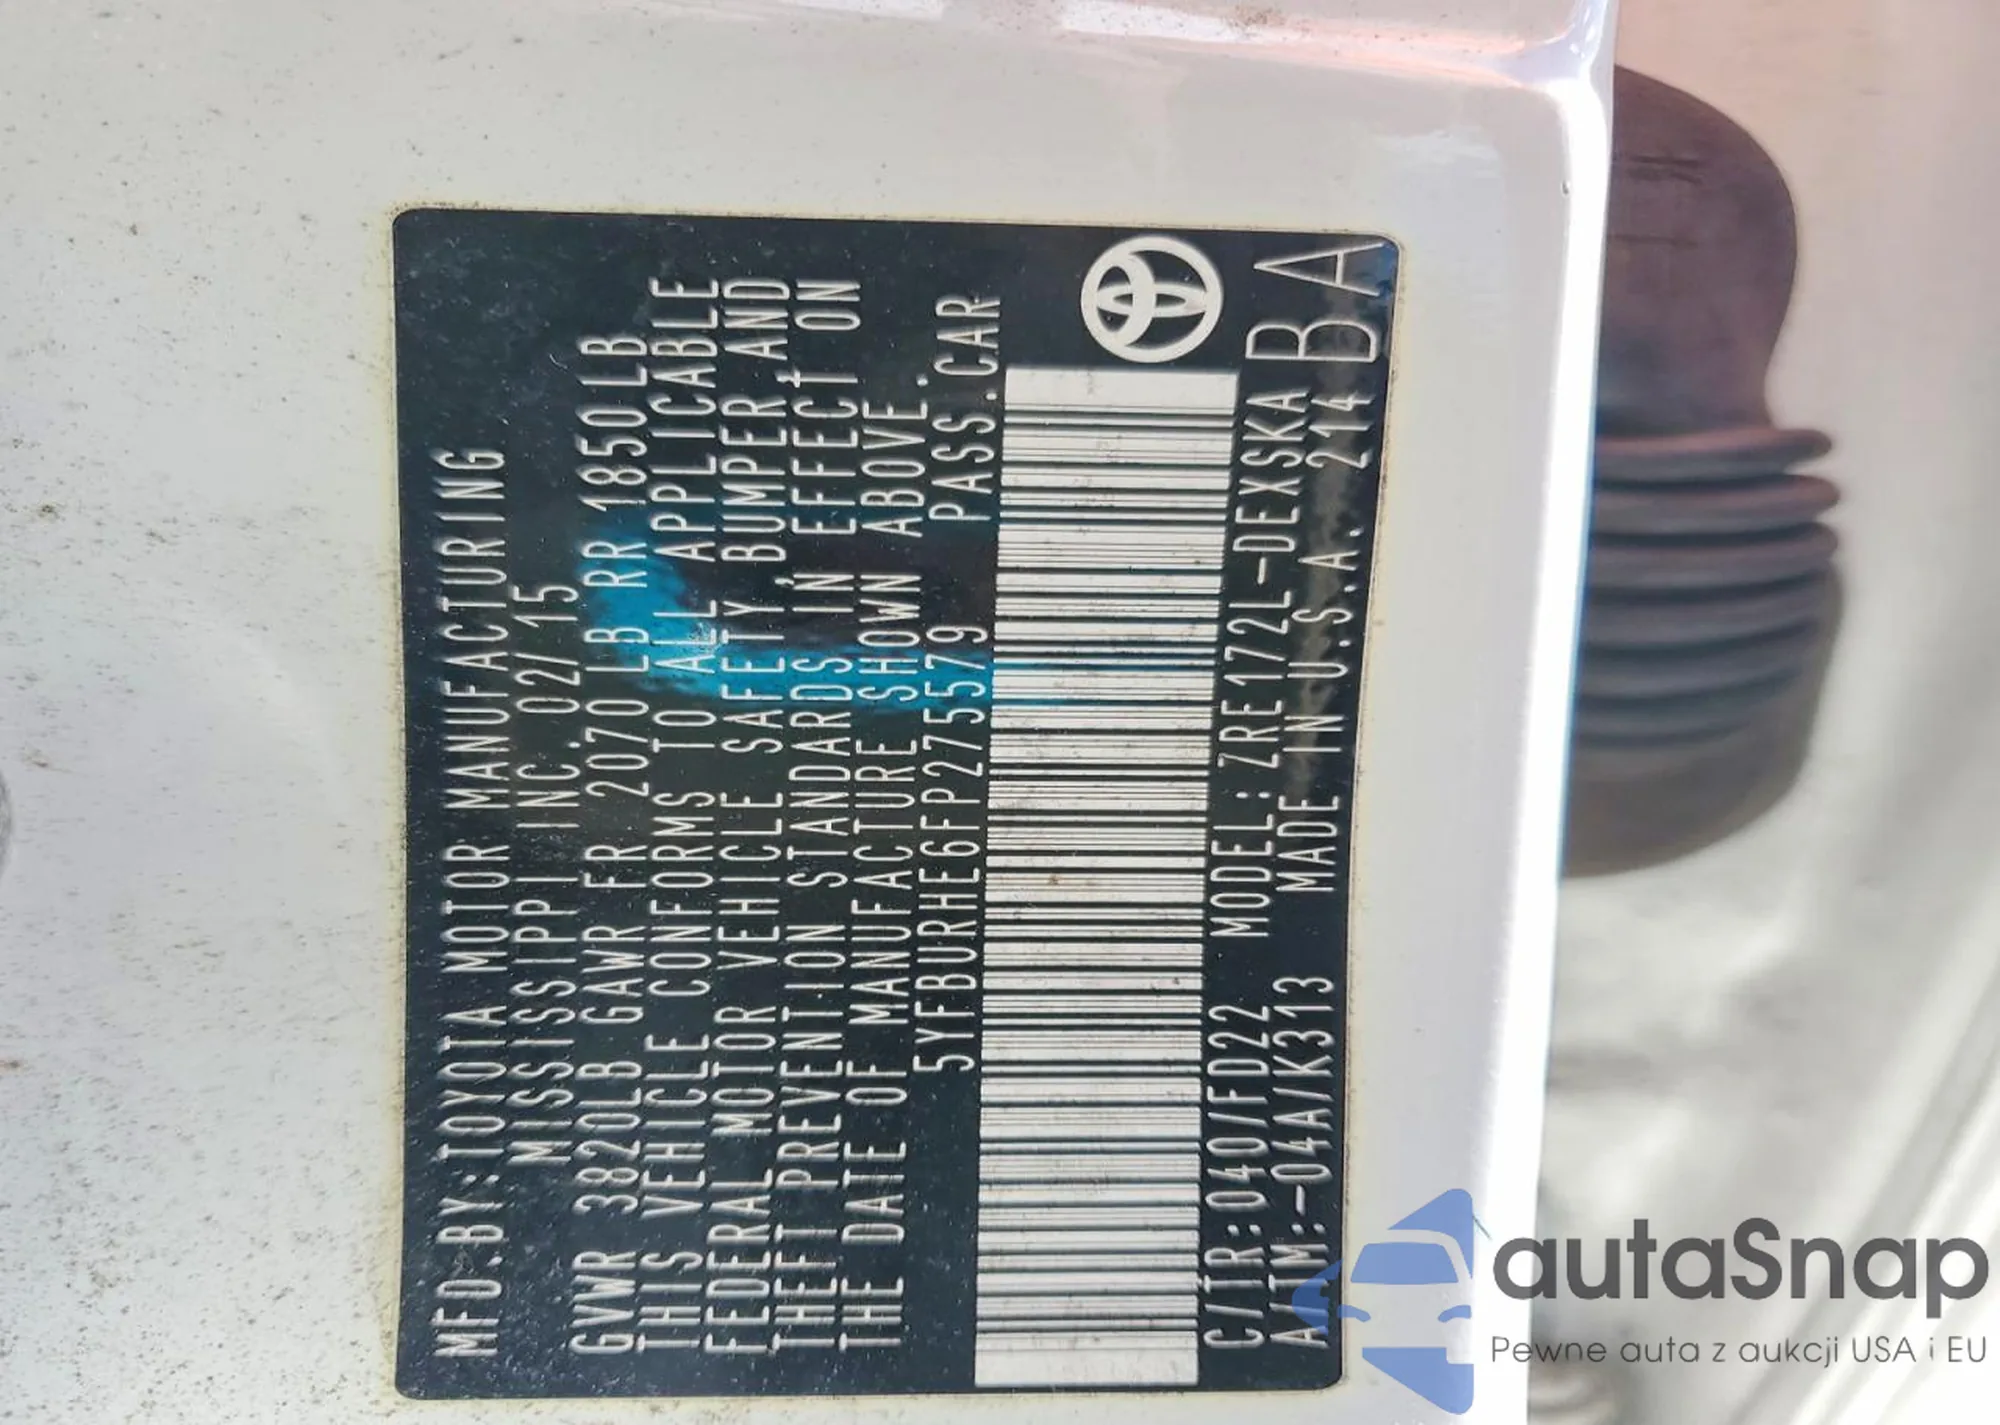 MFD.BY:TOYOTA MOTOR MANUFACTURING
MISSISSIPPI INC. 02/15
GVWR 3820LB GAWR FR 2070 LB RR 1850LB
THIS VEHICLE CONFORMS TO ALL APPLICABLE
FEDERAL MOTOR VEHICLE SAFETY, BUMPER AND
THEFT PREVENTION STANDARDS IN EFFECT ON
THE DATE OF MANUFACTURE SHOWN ABOVE.
5YFBURHE6FP275579 PASS.CAR
C/TR:040/FD22 MODEL:ZRE172L-DEXSKA
A/TM:-04A/K313 MADE IN U.S.A. 214 BA
autaSnap
Pewne auta z aukcji USA i EU